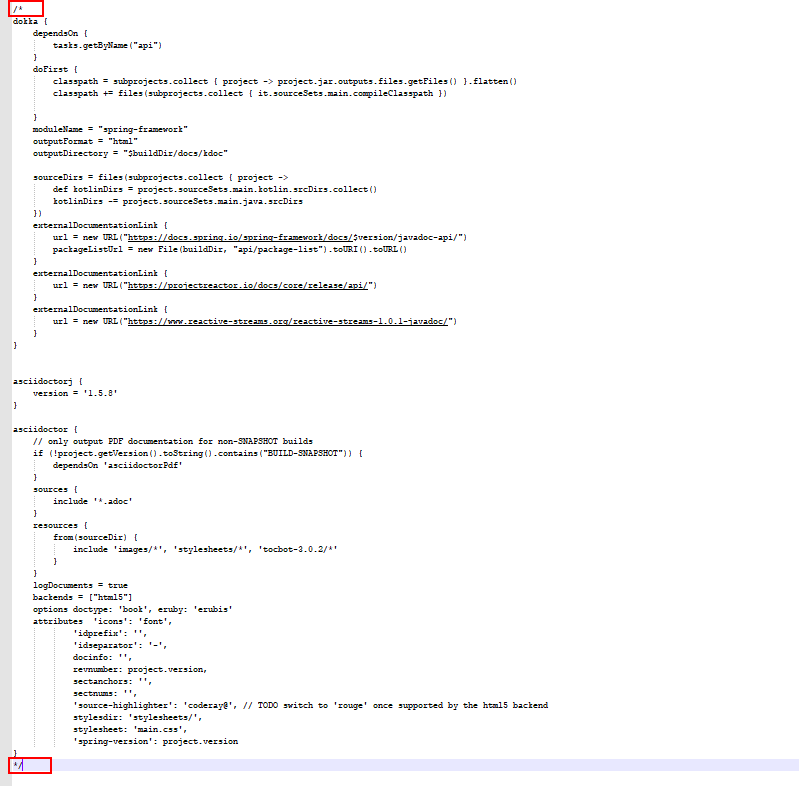 /*
dokka {
    dependsOn {
        tasks.getByName("api")
    }
    doFirst {
        classpath = subprojects.collect { project -> project.jar.outputs.files.getFiles() }.flatten()
        classpath += files(subprojects.collect { it.sourceSets.main.compileClasspath })

    }
    moduleName = "spring-framework"
    outputFormat = "html"
    outputDirectory = "$buildDir/docs/kdoc"

    sourceDirs = files(subprojects.collect { project ->
        def kotlinDirs = project.sourceSets.main.kotlin.srcDirs.collect()
        kotlinDirs -= project.sourceSets.main.java.srcDirs
    })
    externalDocumentationLink {
        url = new URL("https://docs.spring.io/spring-framework/docs/$version/javadoc-api/")
        packageListUrl = new File(buildDir, "api/package-list").toURI().toURL()
    }
    externalDocumentationLink {
        url = new URL("https://projectreactor.io/docs/core/release/api/")
    }
    externalDocumentationLink {
        url = new URL("https://www.reactive-streams.org/reactive-streams-1.0.1-javadoc/")
    }
}


asciidoctorj {
    version = '1.5.8'
}

asciidoctor {
    // only output PDF documentation for non-SNAPSHOT builds
    if (!project.getVersion().toString().contains("BUILD-SNAPSHOT")) {
        dependsOn 'asciidoctorPdf'
    }
    sources {
        include '*.adoc'
    }
    resources {
        from(sourceDir) {
            include 'images/*', 'stylesheets/*', 'tocbot-3.0.2/*'
        }
    }
    logDocuments = true
    backends = ["html5"]
    options doctype: 'book', eruby: 'erubis'
    attributes  'icons': 'font',
            'idprefix': '',
            'idseparator': '-',
            docinfo: '',
            revnumber: project.version,
            sectanchors: '',
            sectnums: '',
            'source-highlighter': 'coderay@', // TODO switch to 'rouge' once supported by the html5 backend
            stylesdir: 'stylesheets/',
            stylesheet: 'main.css',
            'spring-version': project.version
}
*/